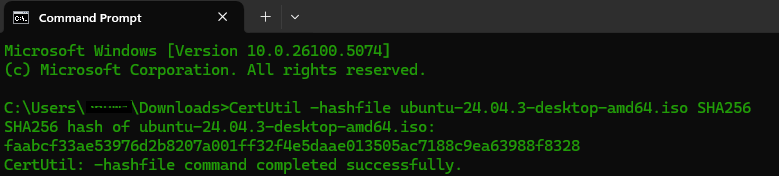 Command Prompt
Microsoft Windows [Version 10.0.26100.5074]
(c) Microsoft Corporation. All rights reserved.
C:\Users\ \Downloads>CertUtil -hashfile ubuntu-24.04.3-desktop-amd64.iso SHA256
SHA256 hash of ubuntu-24.04.3-desktop-amd64.iso:
faabcf33ae53976d2b8207a001ff32f4e5daae013505ac7188c9ea63988f8328
CertUtil: -hashfile command completed successfully.